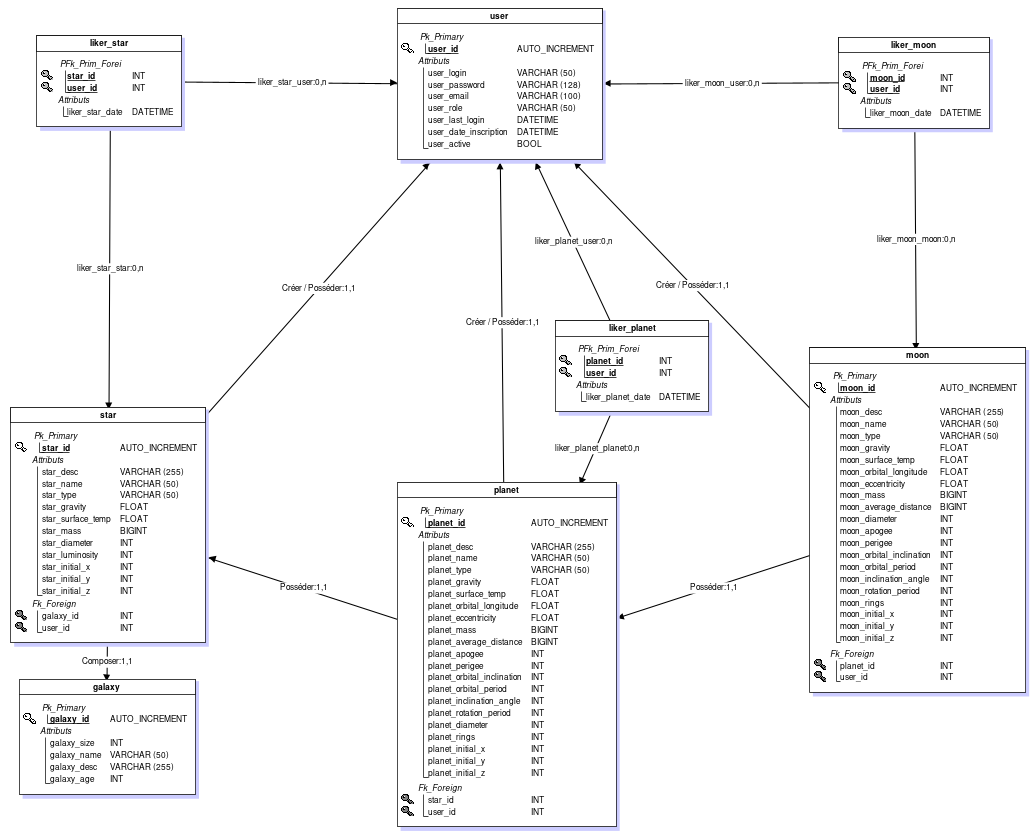 user
Pk_Primary
user_id AUTO_INCREMENT
Attributs
user_login VARCHAR (50)
user_password VARCHAR (128)
user_email VARCHAR (100)
user_role VARCHAR (50)
user_last_login DATETIME
user_date_inscription DATETIME
user_active BOOL
liker_star
PFk_Prim_Forei
star_id INT
user_id INT
Attributs
liker_star_date DATETIME
liker_moon
PFk_Prim_Forei
moon_id INT
user_id INT
Attributs
liker_moon_date DATETIME
liker_star_user:0,n
liker_moon_user:0,n
liker_star_star:0,n
liker_planet_user:0,n
liker_moon_moon:0,n
Créer / Posséder:1,1
Créer / Posséder:1,1
Créer / Posséder:1,1
liker_planet
PFk_Prim_Forei
planet_id INT
user_id INT
Attributs
liker_planet_date DATETIME
liker_planet_planet:0,n
moon
Pk_Primary
moon_id AUTO_INCREMENT
Attributs
moon_desc VARCHAR (255)
moon_name VARCHAR (50)
moon_type VARCHAR (50)
moon_gravity FLOAT
moon_surface_temp FLOAT
moon_orbital_longitude FLOAT
moon_eccentricity FLOAT
moon_mass BIGINT
moon_average_distance BIGINT
moon_diameter INT
moon_apogee INT
moon_perigee INT
moon_orbital_inclination INT
moon_orbital_period INT
moon_inclination_angle INT
moon_rotation_period INT
moon_rings INT
moon_initial_x INT
moon_initial_y INT
moon_initial_z INT
Fk_Foreign
planet_id INT
user_id INT
star
Pk_Primary
star_id AUTO_INCREMENT
Attributs
star_desc VARCHAR (255)
star_name VARCHAR (50)
star_type VARCHAR (50)
star_gravity FLOAT
star_surface_temp FLOAT
star_mass BIGINT
star_diameter INT
star_luminosity INT
star_initial_x INT
star_initial_y INT
star_initial_z INT
Fk_Foreign
galaxy_id INT
user_id INT
planet
Pk_Primary
planet_id AUTO_INCREMENT
Attributs
planet_desc VARCHAR (255)
planet_name VARCHAR (50)
planet_type VARCHAR (50)
planet_gravity FLOAT
planet_surface_temp FLOAT
planet_orbital_longitude FLOAT
planet_eccentricity FLOAT
planet_mass BIGINT
planet_average_distance BIGINT
planet_apogee INT
planet_perigee INT
planet_orbital_inclination INT
planet_orbital_period INT
planet_inclination_angle INT
planet_rotation_period INT
planet_diameter INT
planet_rings INT
planet_initial_x INT
planet_initial_y INT
planet_initial_z INT
Fk_Foreign
star_id INT
user_id INT
Posséder:1,1
Posséder:1,1
Composer:1,1
galaxy
Pk_Primary
galaxy_id AUTO_INCREMENT
Attributs
galaxy_size INT
galaxy_name VARCHAR (50)
galaxy_desc VARCHAR (255)
galaxy_age INT